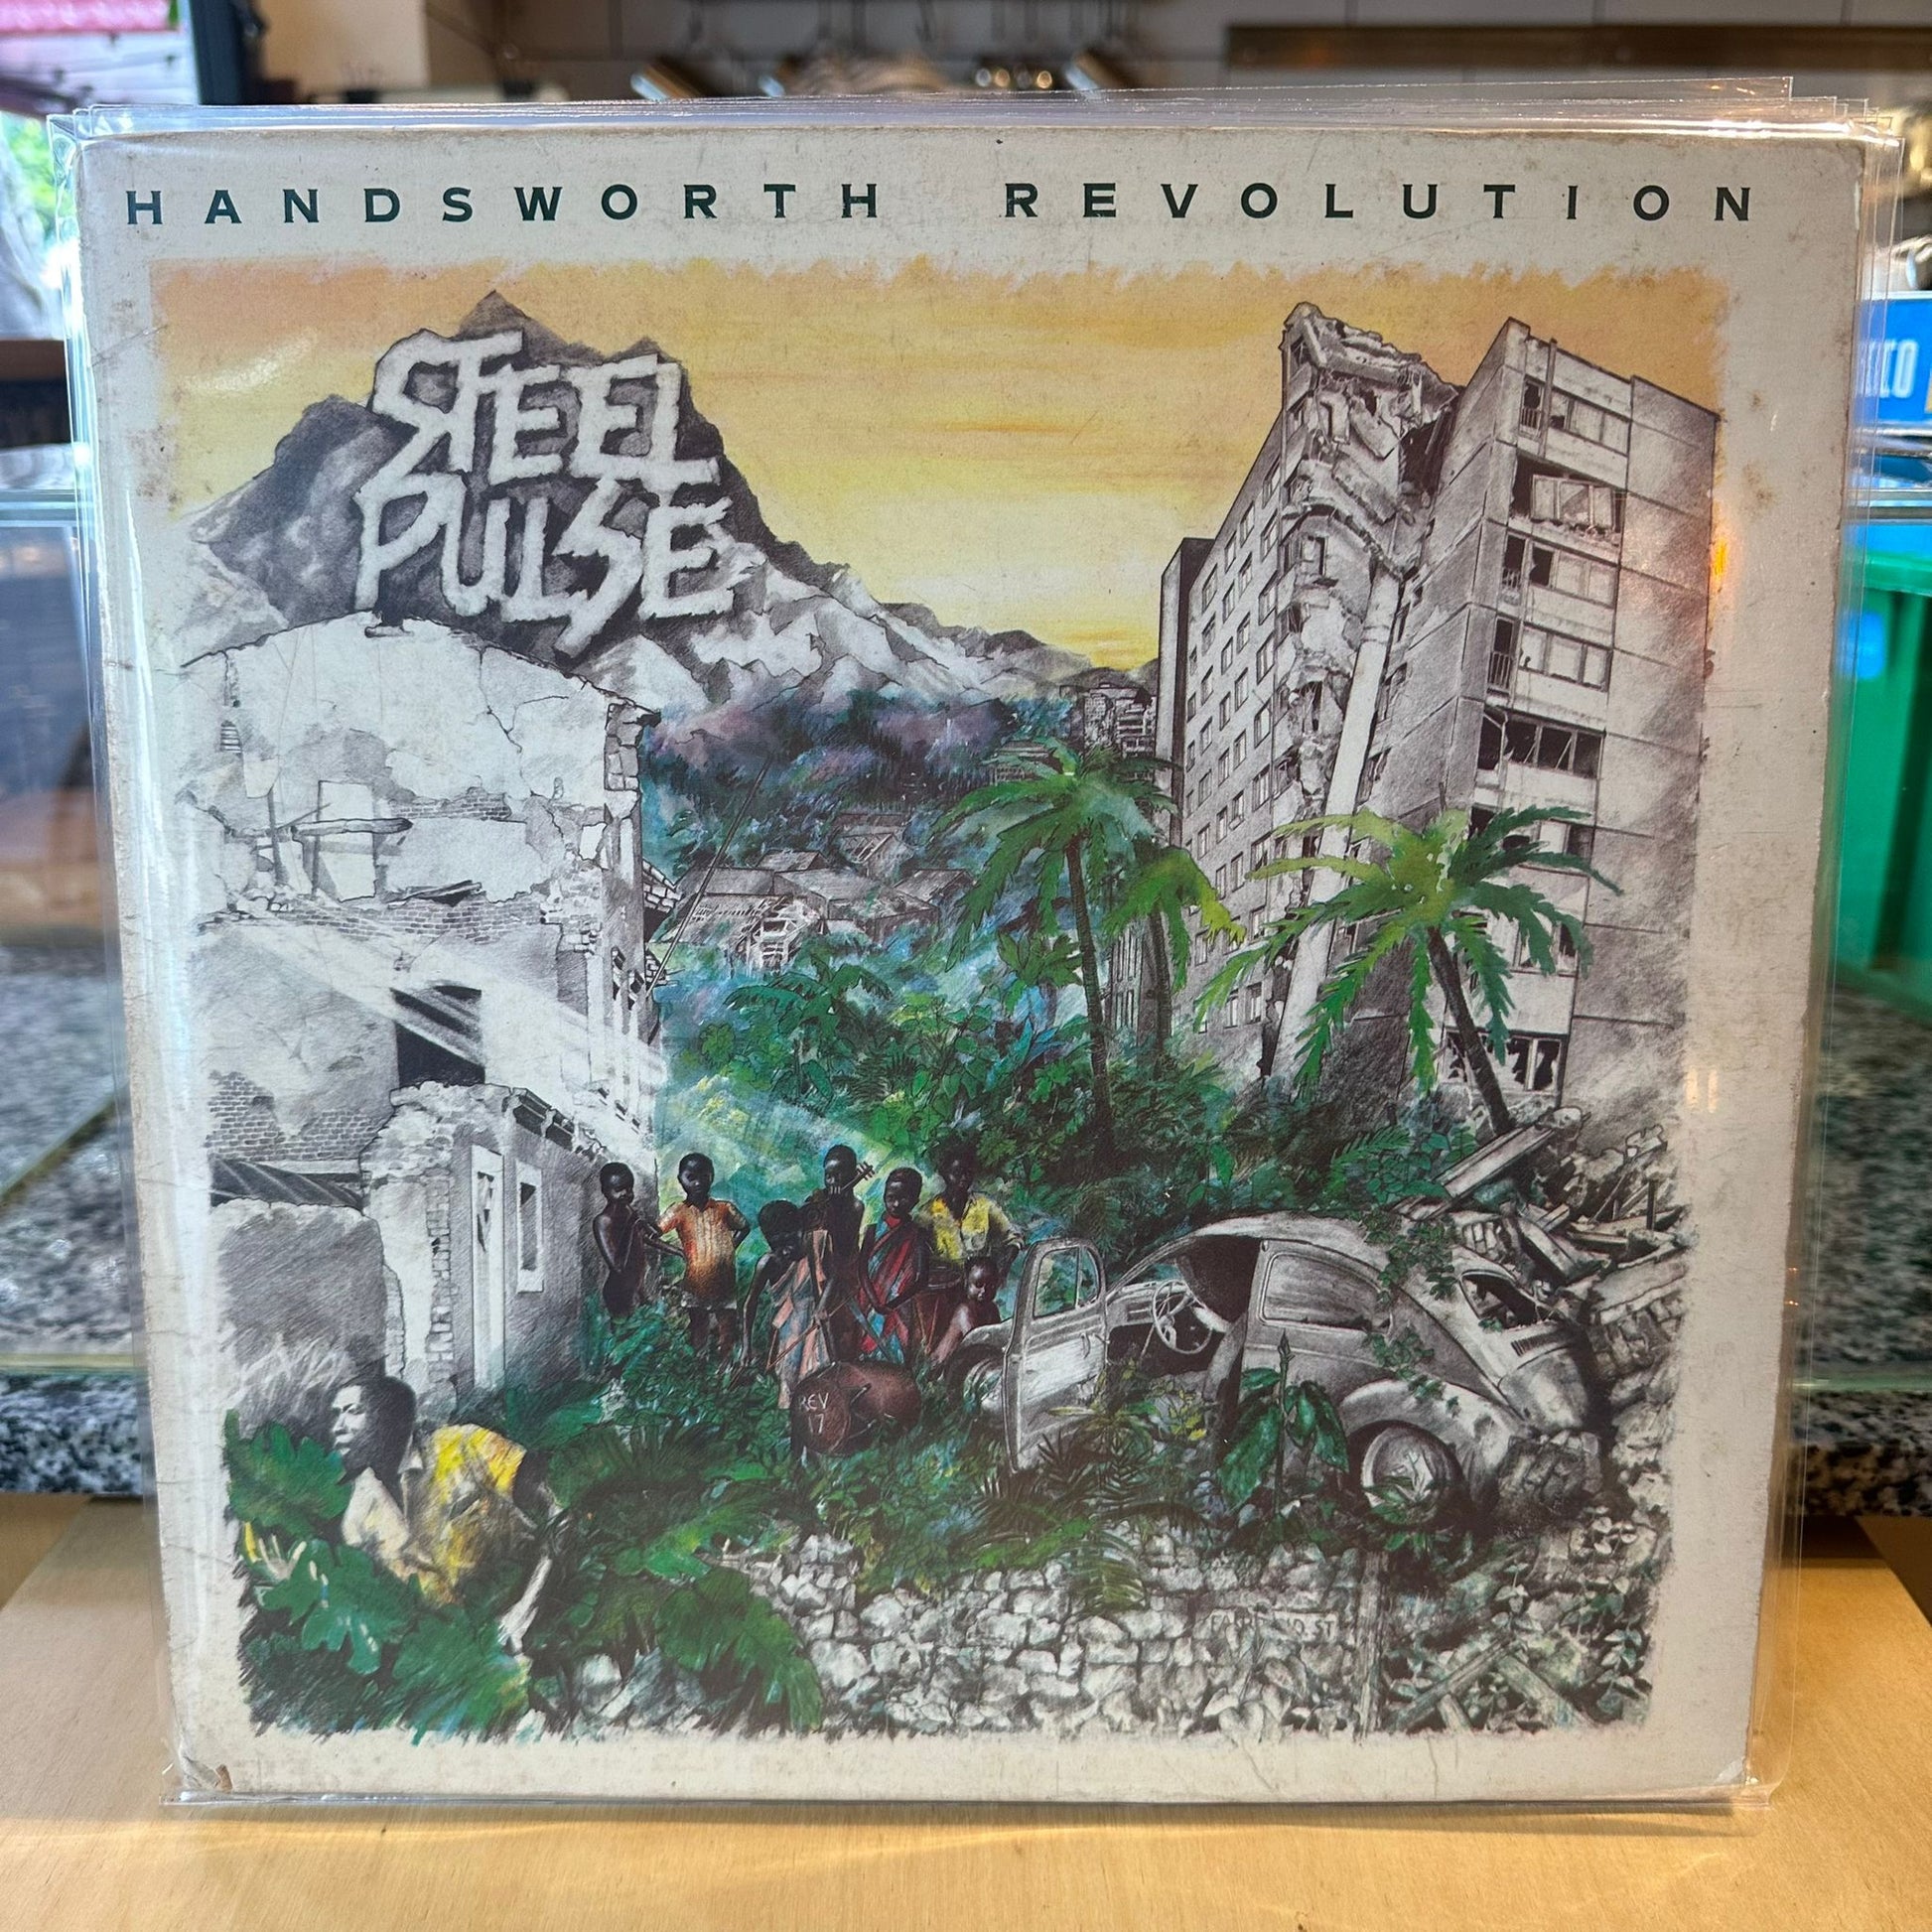 HANDSWORTH REVOLUTION
STEEL
PULSE
REV
17